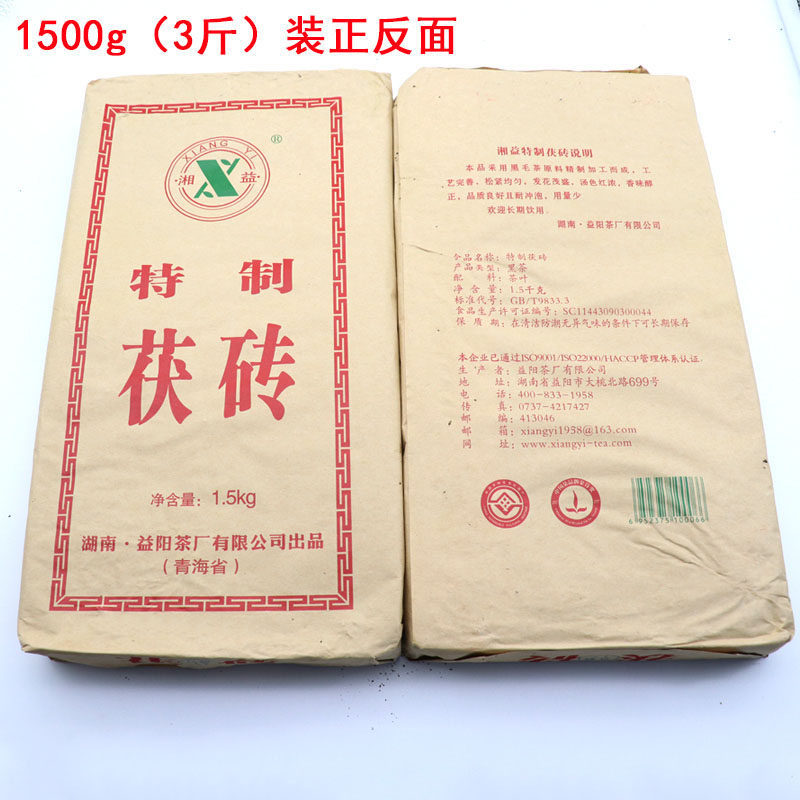 1500g（3斤）装正反面
XIANG YI
®
湘 益
特 制
茯砖
净含量：1.5kg
湖南·益阳茶厂有限公司出品
（青海省）
湘益特制茯砖说明
本品采用黑毛茶原料精制加工而成，工
艺完善，松紧均匀，发花茂盛，汤色红浓，香味醇
正，品质良好且耐冲泡，用量少
欢迎长期饮用。
湖南·益阳茶厂有限公司
食品名称：特制茯砖
产品类型：黑茶
配 料：茶叶
净 含 量：1.5千克
标准代号：GB/T9833.3
食品生产许可证编号：SC11443090300044
保 质 期：在清洁防潮无异气味的条件下可长期保存
本企业已通过ISO9001/ISO22000/HACCP管理体系认证.
生 产 者：益阳茶厂有限公司
地 址：湖南省益阳市大桃北路699号
电 话：400-833-1958
传 真：0737-4217427
邮 编：413046
邮 箱：xiangyi1958@163.com
网 址：www.xiangyi-tea.com
6 952375 100066